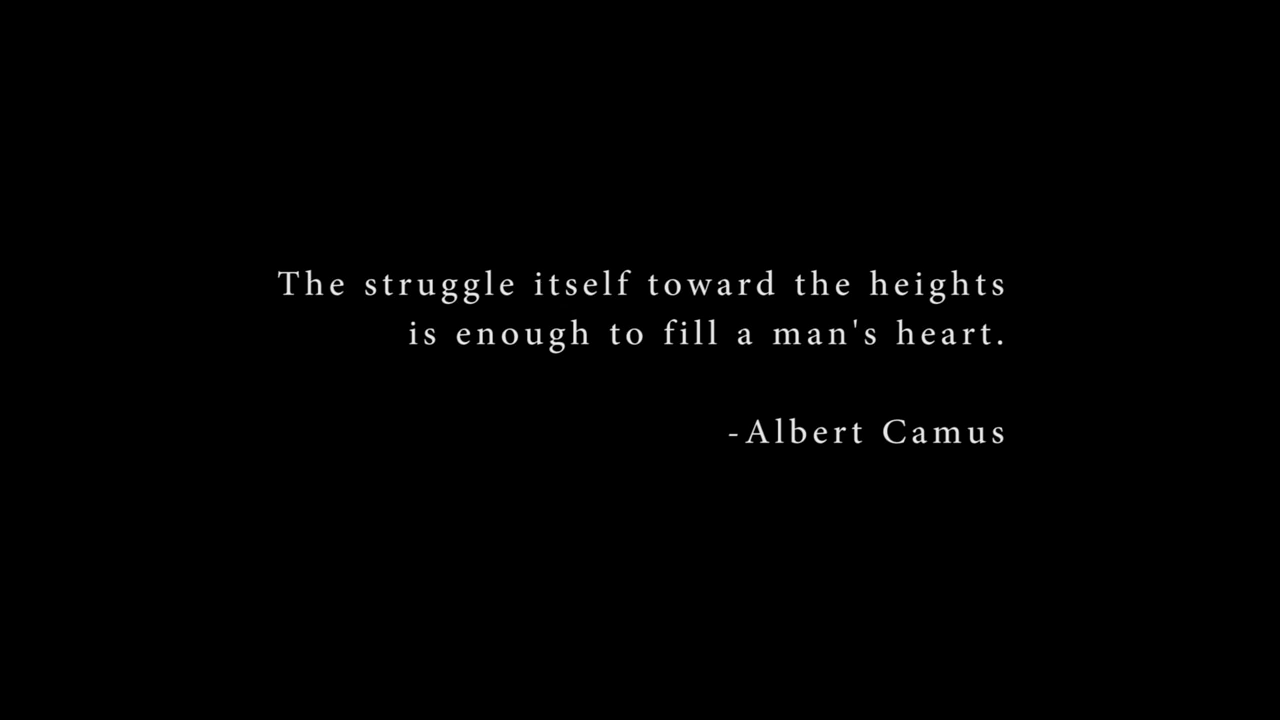 The struggle itself toward the heights
is enough to fill a man's heart.
-Albert Camus